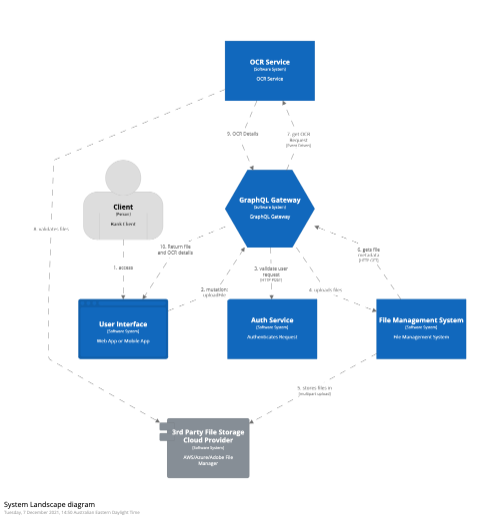 OCR Service
[Software System]
OCR Service
9. OCR Details
7. get OCR
Request
Client
[Person]
Bank Client
GraphQL Gateway
[Software System]
GraphQL Gateway
8. validates files
10. Return file
and OCR details
6. gets file
metadata
[HTTP GET]
1. access
3. validate user
request
[HTTP POST]
2. mutation:
uploadFile
4. uploads file
User Interface
[Software System]
Web App or Mobile App
Auth Service
[Software System]
Authenticates Request
File Management System
[Software System]
File Management System
5. stores files in
[multipart upload]
3rd Party File Storage
Cloud Provider
[Software System]
AWS/Azure/Adobe File
Manager
System Landscape diagram
Tuesday, 7 December 2021, 14:50 Australian Eastern Daylight Time